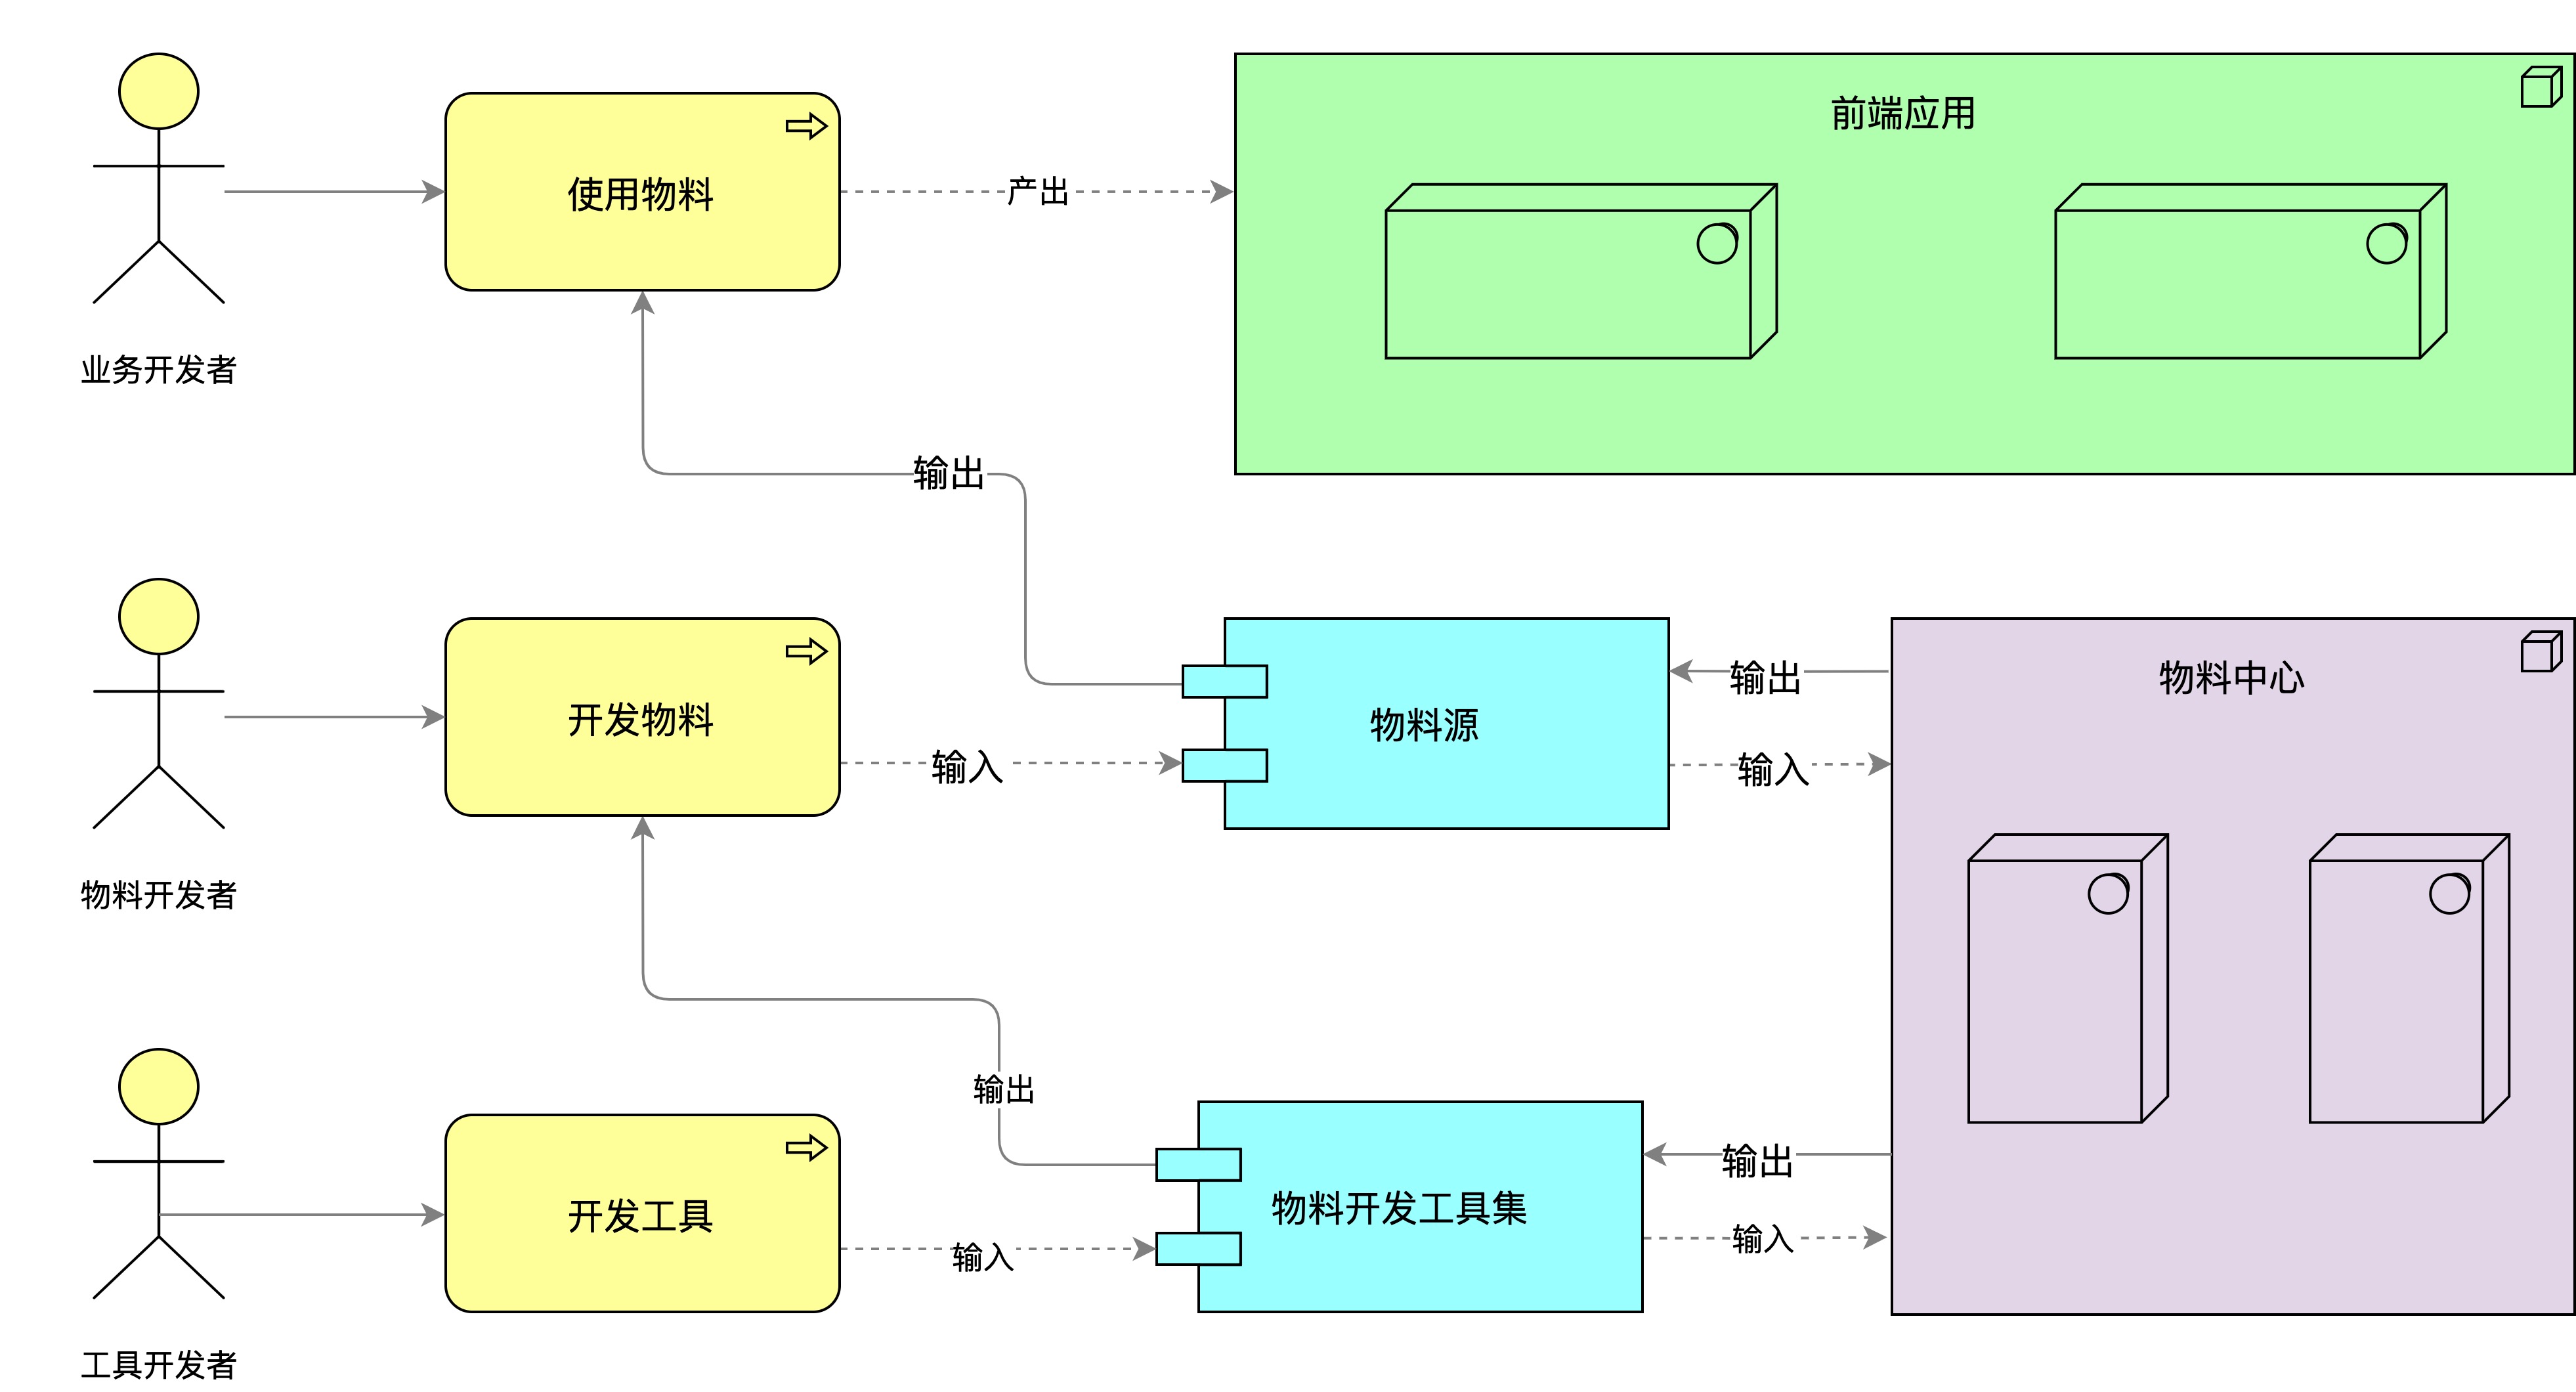 前端应用
使用物料
产出
业务开发者
输出
开发物料
物料源
输出
物料中心
输入
输入
物料开发者
输出
开发工具
物料开发工具集
输出
输入
输入
工具开发者